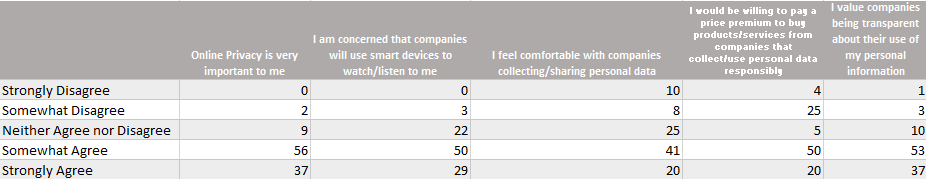 Online Privacy is very important to me | I am concerned that companies will use smart devices to watch/listen to me | I feel comfortable with companies collecting/sharing personal data | I would be willing to pay a price premium to buy products/services from companies that collect/use personal data responsibly | I value companies being transparent about their use of my personal information
Strongly Disagree 0 0 10 4 1
Somewhat Disagree 2 3 8 25 3
Neither Agree nor Disagree 9 22 25 5 10
Somewhat Agree 56 50 41 50 53
Strongly Agree 37 29 20 20 37